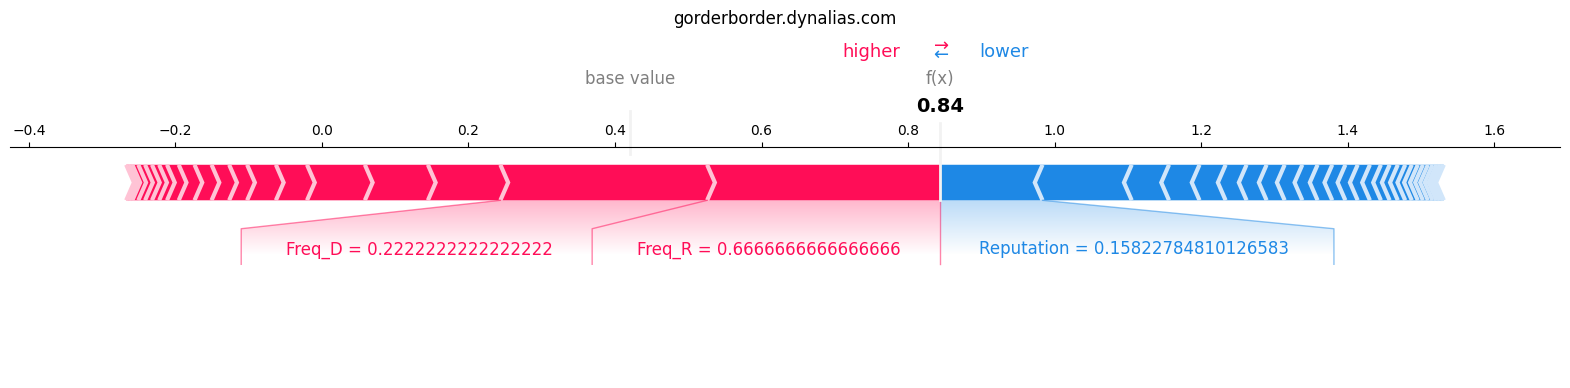 gorderborder.dynalias.com
higher → ← lower
base value f(x)
0.84
−0.4 −0.2 0.0 0.2 0.4 0.6 0.8 1.0 1.2 1.4 1.6
Freq_D = 0.2222222222222222 Freq_R = 0.6666666666666666 Reputation = 0.15822784810126583